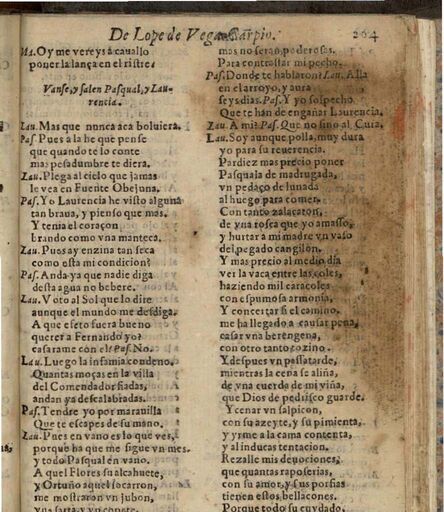 De Lope de Vega Carpio. 264
Ma. Oy me vereys a cauallo
poner la lança en el ristre.
Vanse, y salen Pasqual, y Lau-
rencia.
Lau. Mas que nunca aca boluiera.
Pas. Pues a la he que pense
que quando te lo conte
mas pesadumbre te diera.
Lau. Plega al cielo que jamas
le vea en Fuente Obejuna.
Pas. Yo Laurencia he visto alguna
tan braua, y pienso que mas.
Y tenia el coraçon
brando como vna manteca.
Lau. Pues ay enzina tan seca
como esta mi condicion?
Pas. Anda ya que nadie diga
desta agua no bebere.
Lau. Voto al Sol que lo dire
aunque el mundo me desdiga.
A que efeto fuera bueno
querer a Fernando yo?
casarame con el? Pas. No.
Lau. Luego la infamia condeno.
Quantas moças en la villa
del Comendador fiadas,
andan ya descalabradas.
Pas. Tendre yo por marauilla
Que te escapes de su mano.
Lau. Pues en vano es lo que ves,
porque ha que me sigue vn mes
y todo Pasqual en vano.
A quel Flores su alcahuete,
y Ortuño aquel socarron,
me mostraron vn jubon,
vna sarta, y vn copete.
mas no seran poderosas
Para contrastar mi pecho.
Pas. Donde te hablaron? Lau. Alla
en el arroyo, y aura
seys dias. Pas. Y yo sospecho
Que te han de engañar Laurencia.
Lau. A mi? Pas. Que no sino al Cura.
Lau. Soy aunque polla, muy dura
yo para su reuerencia.
Pardiez mas precio poner
Pasquala de madrugada,
vn pedaço de lunada
al huego para comer.
Con tanto zalacaton,
de vna rosca que yo amasso,
y hurtar a mi madre vn vaso
del pegado cangilon.
Y mas precio al medio dia
ver la vaca entre las coles,
haziendo mil caracoles
con espumosa armonia,
Y concertar si el camino.
me ha llegado a causar pena,
casar vna berengena,
con otro tanto tozino.
Y despues vn passatarde,
mientras la cena se aliña,
de vna cuerda de mi viña,
que Dios de pedrisco guarde.
Y cenar vn salpicon,
con su azeyte, y su pimienta,
y yrme a la cama contenta,
y al inducas tentacion.
Rezalle mis deuociones,
que quantas raposerias,
con su amor, y sus porfias
tienen estos bellacones.
Porque todo su cuydado.